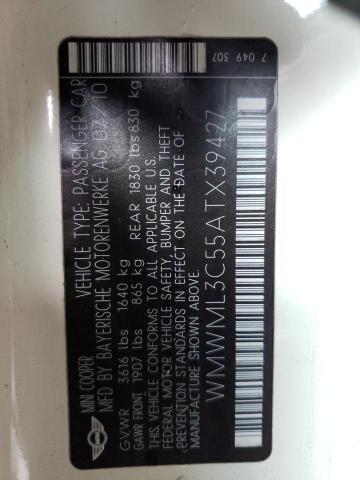 MINI COOPER
VEHICLE TYPE: PASSENGER CAR
MFD BY BAYERISCHE MOTORENWERKE AG 07/10
GVWR 3616 lbs 1640 kg
GAWR FRONT 1907 lbs 865 kg REAR 1830 lbs 830 kg
THIS VEHICLE CONFORMS TO ALL APPLICABLE U.S.
FEDERAL MOTOR VEHICLE SAFETY, BUMPER AND THEFT
PREVENTION STANDARDS IN EFFECT ON THE DATE OF
MANUFACTURE SHOWN ABOVE.
WMWML3C55ATX39427
7 049 307